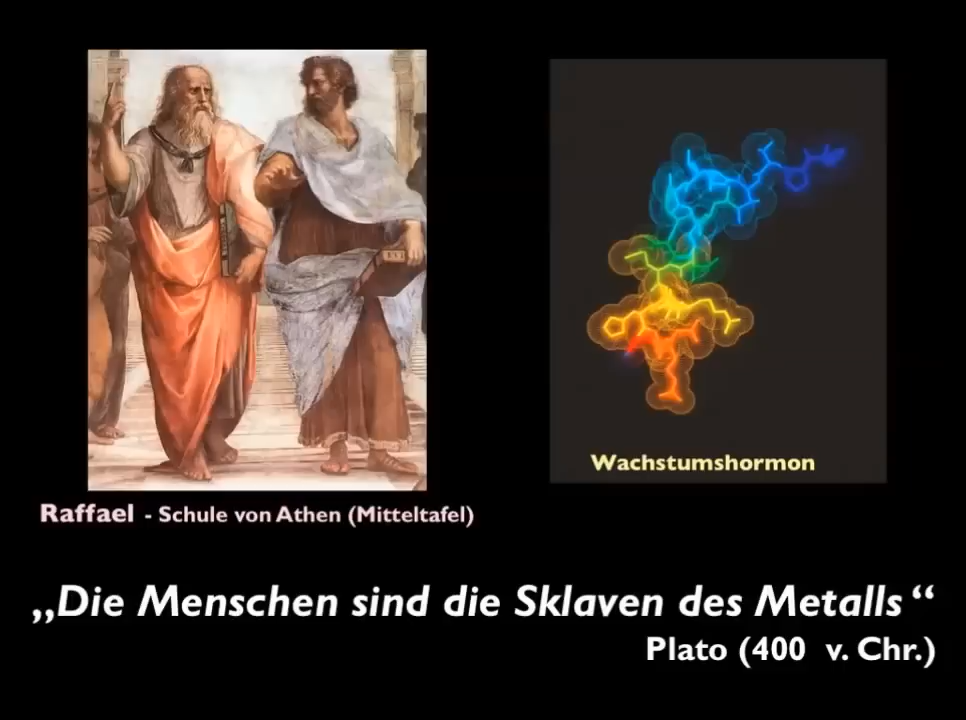 Wachstumshormon
Raffael - Schule von Athen (Mitteltafel)
„Die Menschen sind die Sklaven des Metalls“
Plato (400 v. Chr.)